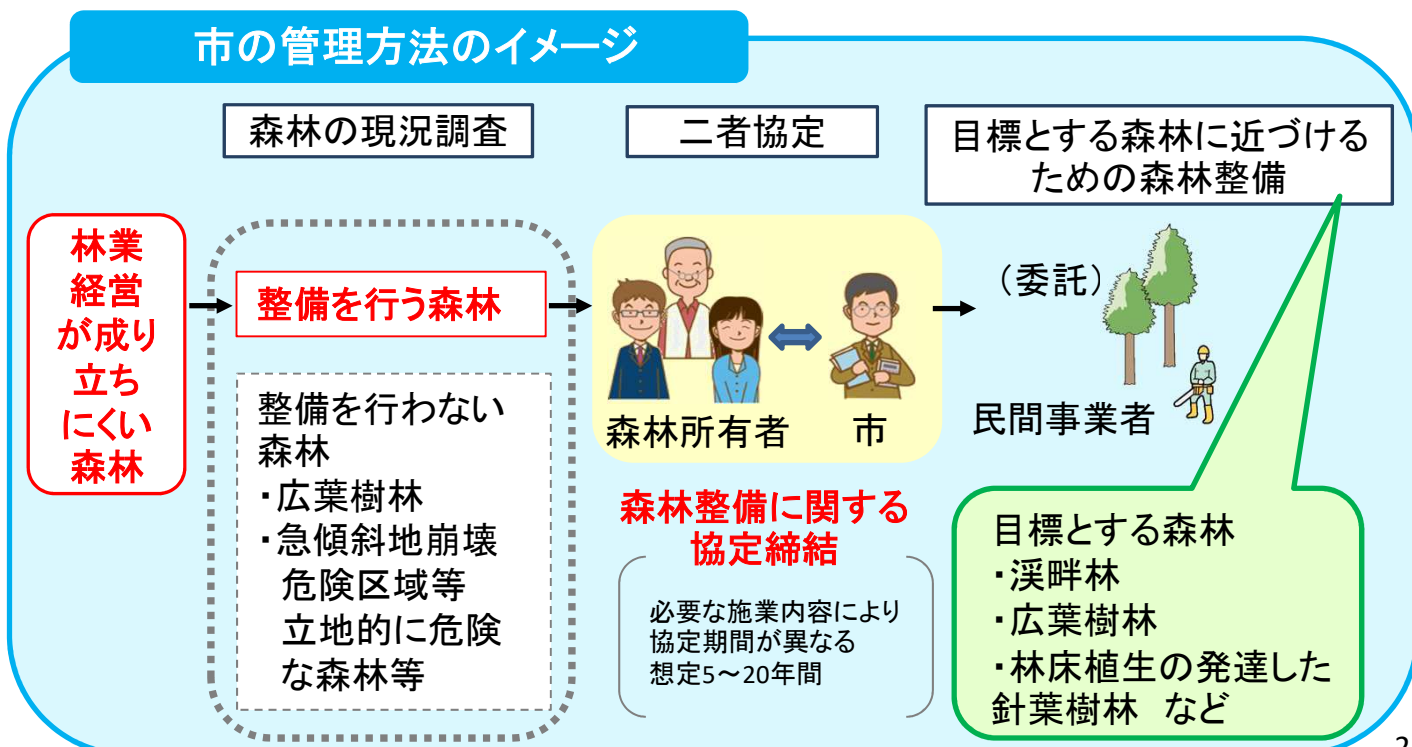 市の管理方法のイメージ
森林の現況調査
二者協定
目標とする森林に近づける
ための森林整備
林業
経営
が成り
立ち
にくい
森林
整備を行う森林
整備を行わない
森林
・広葉樹林
・急傾斜地崩壊
危険区域等
立地的に危険
な森林等
森林所有者
市
森林整備に関する
協定締結
必要な施業内容により
協定期間が異なる
想定5～20年間
（委託）
民間事業者
目標とする森林
・渓畔林
・広葉樹林
・林床植生の発達した
針葉樹林　など
2